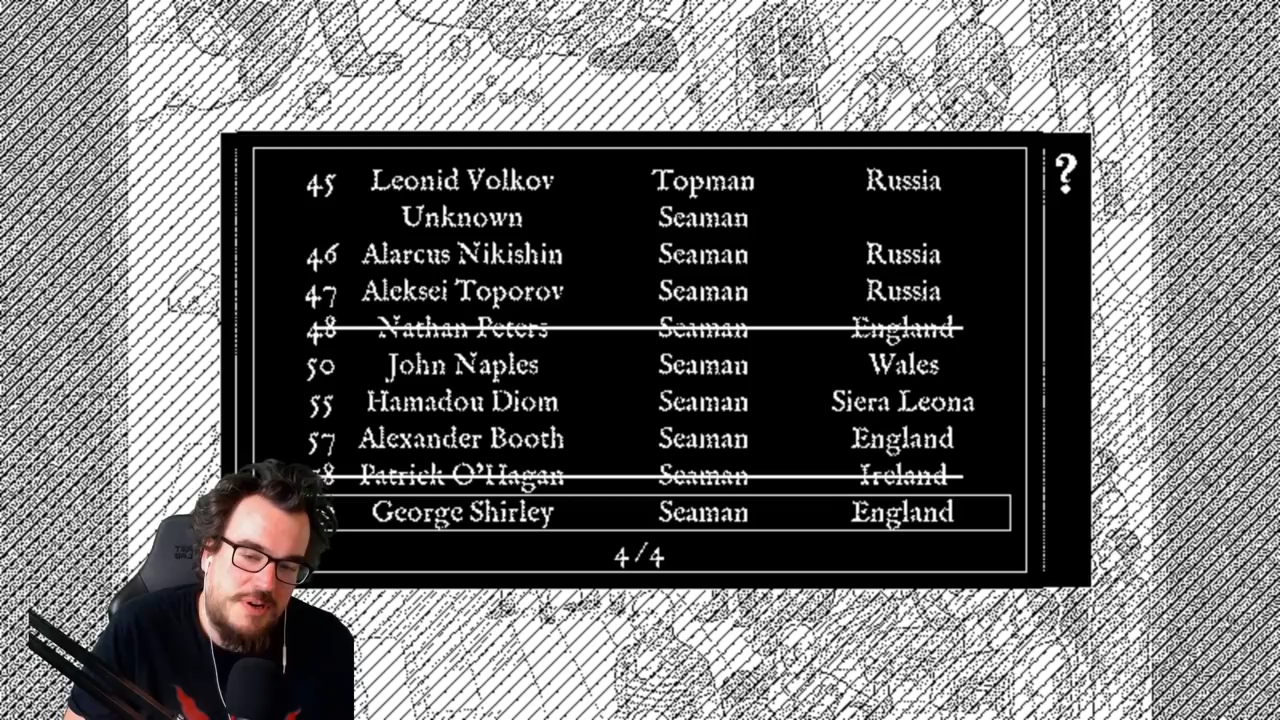 ?
45 Leonid Volkov Topman Russia
Unknown Seaman
46 Alarcus Nikishin Seaman Russia
47 Aleksei Toporov Seaman Russia
48 Nathan Peters Seaman England
50 John Naples Seaman Wales
55 Hamadou Diom Seaman Siera Leona
57 Alexander Booth Seaman England
8 Patrick O'Hagan Seaman Ireland
George Shirley Seaman England
4/4